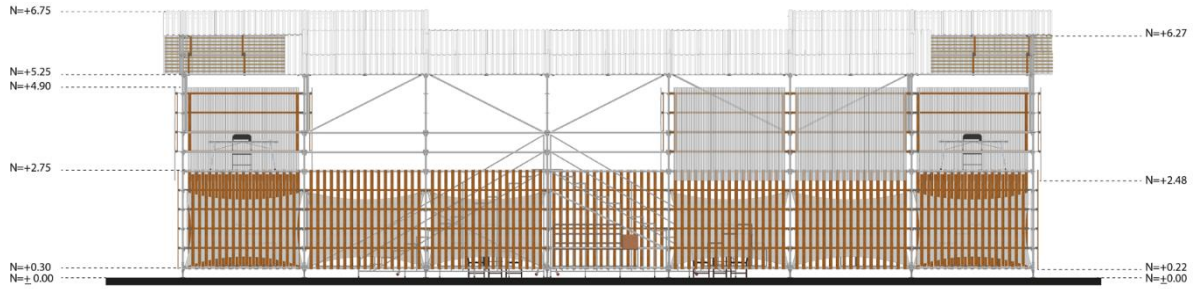 N=+6.75
N=+6.27
N=+5.25
N=+4.90
N=+2.75
N=+2.48
N=+0.30
N=+0.22
N=± 0.00
N=±0.00